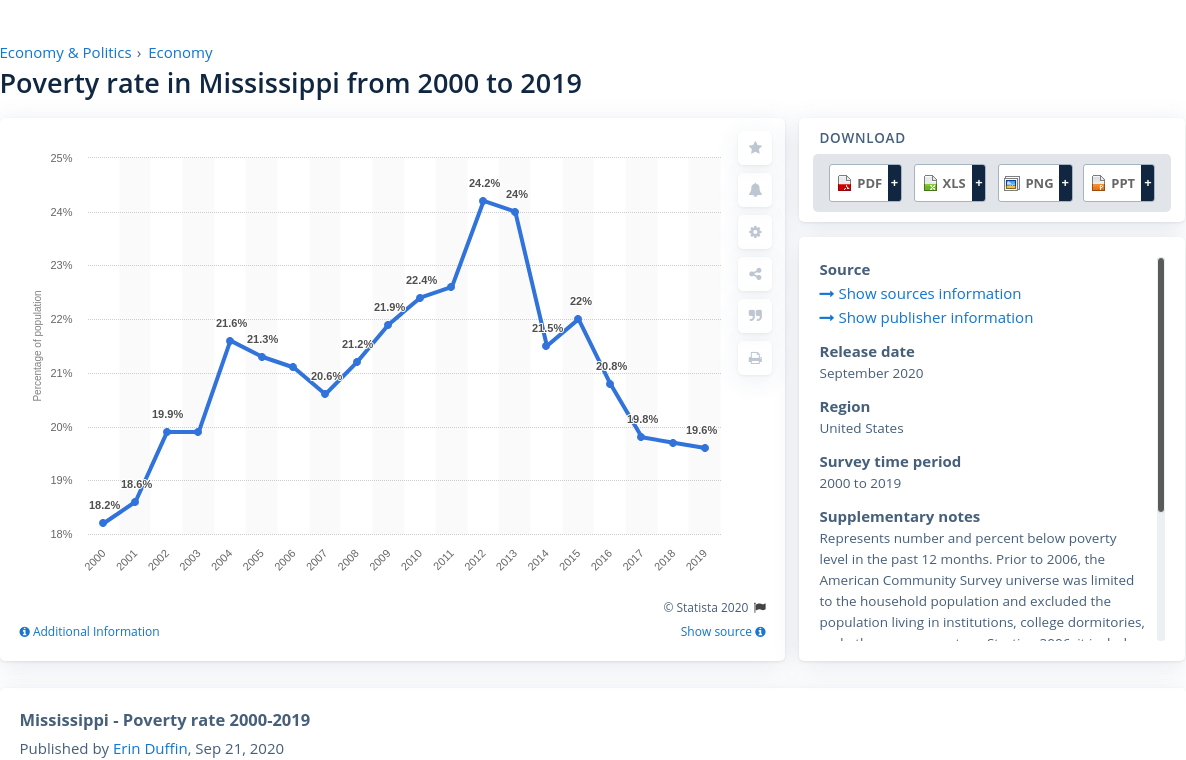 Economy & Politics › Economy
Poverty rate in Mississippi from 2000 to 2019
25%
24%
23%
22%
21%
20%
19%
18%
Percentage of population
18.2%
18.6%
19.9%
21.6%
21.3%
20.6%
21.2%
21.9%
22.4%
24.2%
24%
21.5%
22%
20.8%
19.8%
19.6%
2000
2001
2002
2003
2004
2005
2006
2007
2008
2009
2010
2011
2012
2013
2014
2015
2016
2017
2018
2019
© Statista 2020
Additional Information
Show source
DOWNLOAD
PDF +
XLS +
PNG +
PPT +
Source
Show sources information
Show publisher information
Release date
September 2020
Region
United States
Survey time period
2000 to 2019
Supplementary notes
Represents number and percent below poverty
level in the past 12 months. Prior to 2006, the
American Community Survey universe was limited
to the household population and excluded the
population living in institutions, college dormitories,
Mississippi - Poverty rate 2000-2019
Published by Erin Duffin, Sep 21, 2020